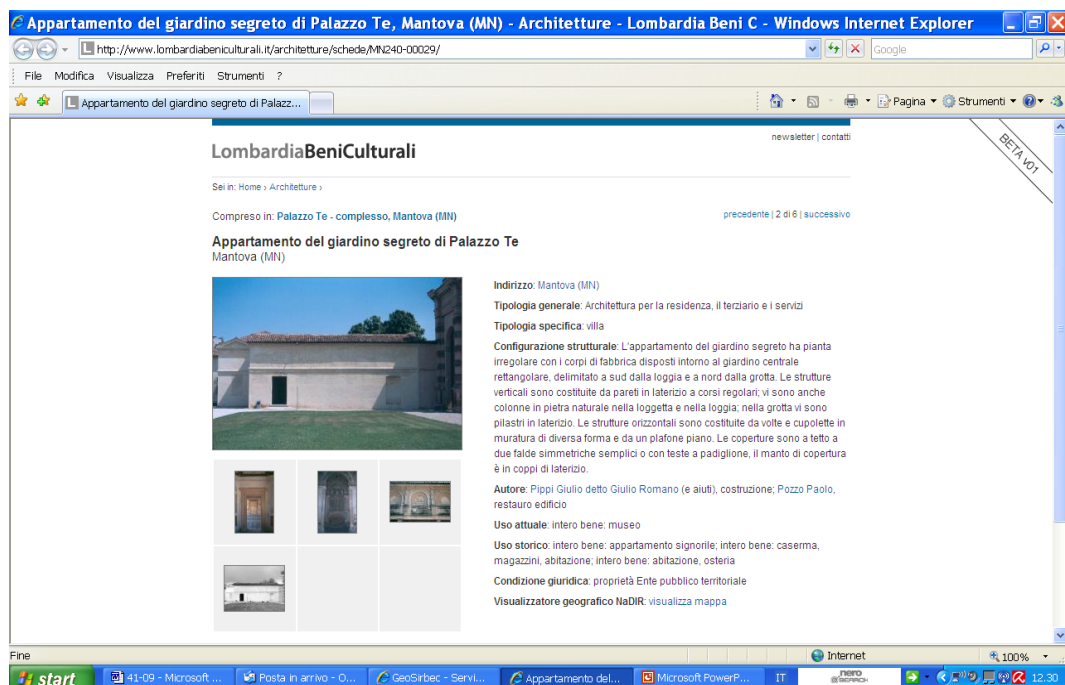 Appartamento del giardino segreto di Palazzo Te, Mantova (MN) - Architetture - Lombardia Beni C - Windows Internet Explorer
http://www.lombardiabeniculturali.it/architetture/schede/MN240-00029/
Google
File Modifica Visualizza Preferiti Strumenti ?
Appartamento del giardino segreto di Palazz...
Pagina Strumenti
newsletter | contatti
BETA V01
LombardiaBeniCulturali
Sei in: Home › Architetture ›
Compreso in: Palazzo Te - complesso, Mantova (MN)
precedente | 2 di 6 | successivo
Appartamento del giardino segreto di Palazzo Te
Mantova (MN)
Indirizzo: Mantova (MN)
Tipologia generale: Architettura per la residenza, il terziario e i servizi
Tipologia specifica: villa
Configurazione strutturale: L'appartamento del giardino segreto ha pianta
irregolare con i corpi di fabbrica disposti intorno al giardino centrale
rettangolare, delimitato a sud dalla loggia e a nord dalla grotta. Le strutture
verticali sono costituite da pareti in laterizio a corsi regolari; vi sono anche
colonne in pietra naturale nella loggetta e nella loggia; nella grotta vi sono
pilastri in laterizio. Le strutture orizzontali sono costituite da volte e cupolette in
muratura di diversa forma e da un plafone piano. Le coperture sono a tetto a
due falde simmetriche semplici o con teste a padiglione, il manto di copertura
è in coppi di laterizio.
Autore: Pippi Giulio detto Giulio Romano (e aiuti), costruzione; Pozzo Paolo,
restauro edificio
Uso attuale: intero bene: museo
Uso storico: intero bene: appartamento signorile; intero bene: caserma,
magazzini, abitazione; intero bene: abitazione, osteria
Condizione giuridica: proprietà Ente pubblico territoriale
Visualizzatore geografico NaDIR: visualizza mappa
Fine
Internet
100%
start
41-09 - Microsoft ...
Posta in arrivo - O...
GeoSirbec - Servi...
Appartamento del...
Microsoft PowerP...
IT
nero
SEARCH
12.30